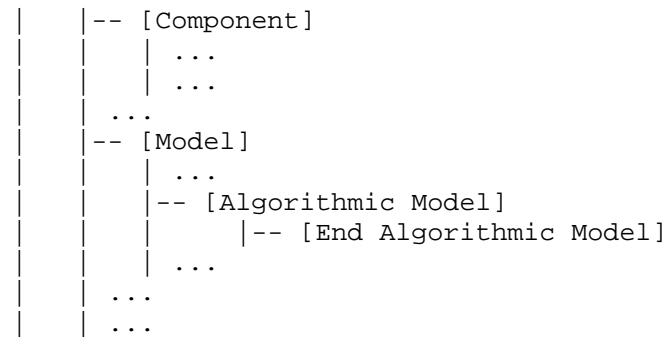 |   |-- [Component]
|   |   | ...
|   |   | ...
|   | ...
|   |-- [Model]
|   |   | ...
|   |   |-- [Algorithmic Model]
|   |   |     |-- [End Algorithmic Model]
|   |   | ...
|   | ...
|   | ...